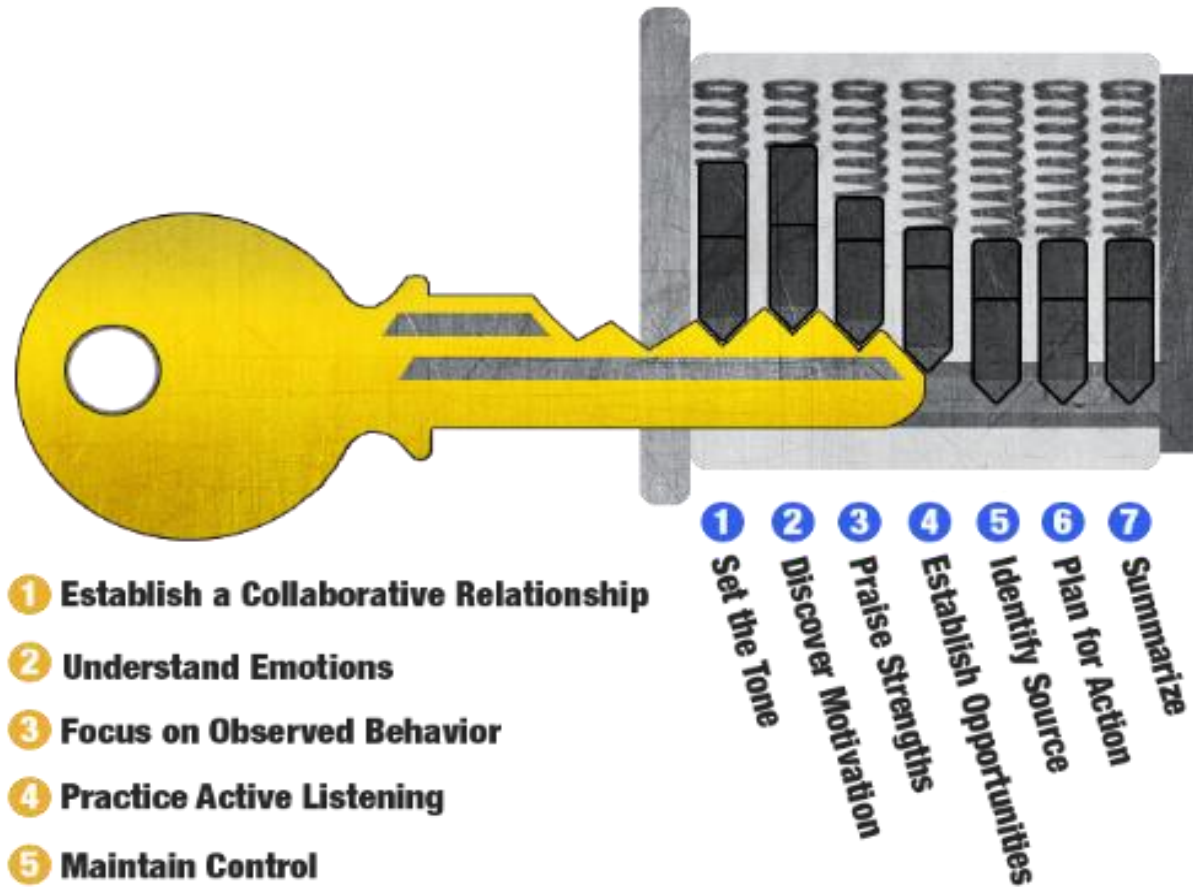 1 Establish a Collaborative Relationship
2 Understand Emotions
3 Focus on Observed Behavior
4 Practice Active Listening
5 Maintain Control
1 Set the Tone
2 Discover Motivation
3 Praise Strengths
4 Establish Opportunities
5 Identify Source
6 Plan for Action
7 Summarize